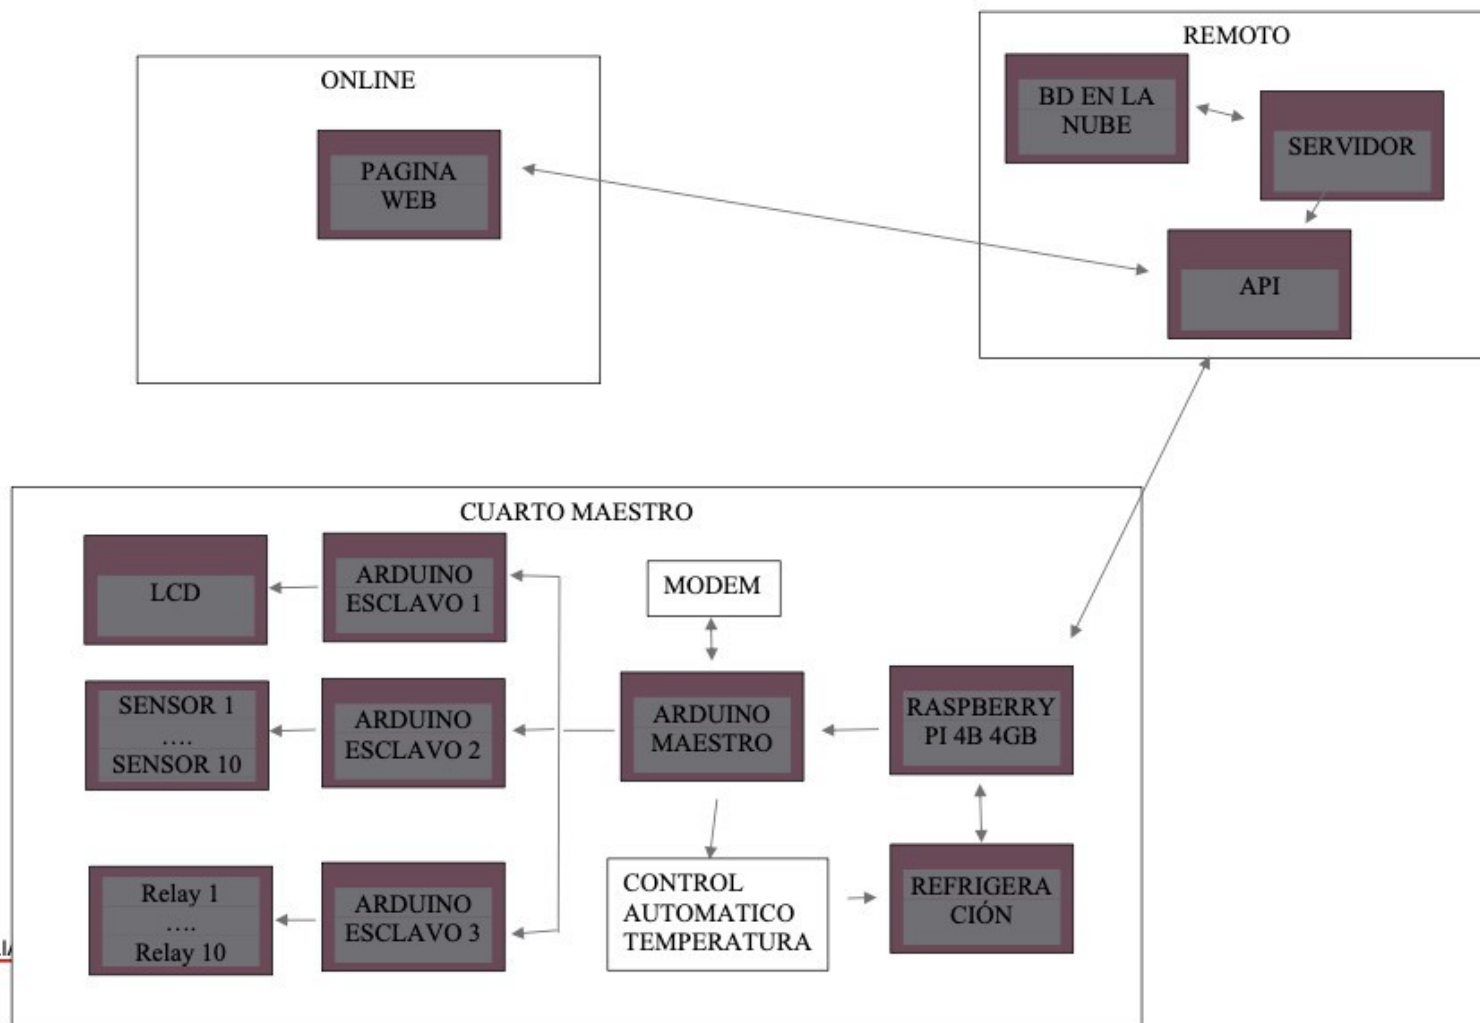 ONLINE
PAGINA
WEB
REMOTO
BD EN LA
NUBE
SERVIDOR
API
CUARTO MAESTRO
LCD
ARDUINO
ESCLAVO 1
MODEM
SENSOR 1
....
SENSOR 10
ARDUINO
ESCLAVO 2
ARDUINO
MAESTRO
RASPBERRY
PI 4B 4GB
Relay 1
....
Relay 10
ARDUINO
ESCLAVO 3
CONTROL
AUTOMATICO
TEMPERATURA
REFRIGERA
CIÓN